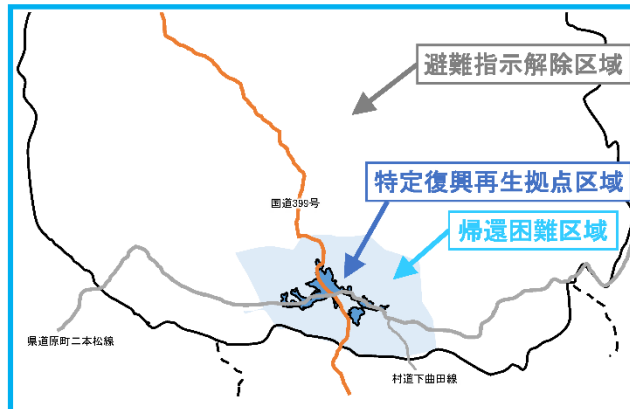 避難指示解除区域
特定復興再生拠点区域
国道399号
帰還困難区域
県道原町二本松線
村道下曲田線